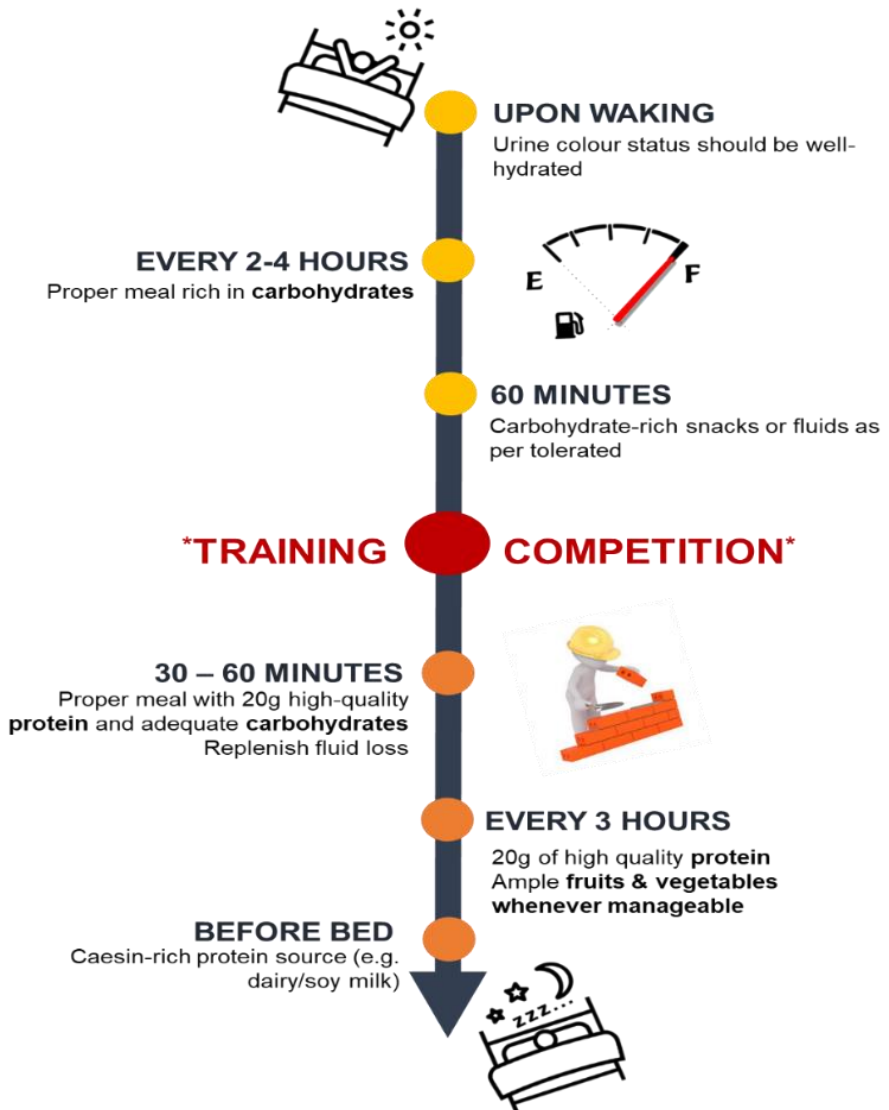 UPON WAKING
Urine colour status should be well-
hydrated
EVERY 2-4 HOURS
Proper meal rich in carbohydrates
E
F
60 MINUTES
Carbohydrate-rich snacks or fluids as
per tolerated
*TRAINING COMPETITION*
30 – 60 MINUTES
Proper meal with 20g high-quality
protein and adequate carbohydrates
Replenish fluid loss
EVERY 3 HOURS
20g of high quality protein
Ample fruits & vegetables
whenever manageable
BEFORE BED
Caesin-rich protein source (e.g.
dairy/soy milk)
zzz...